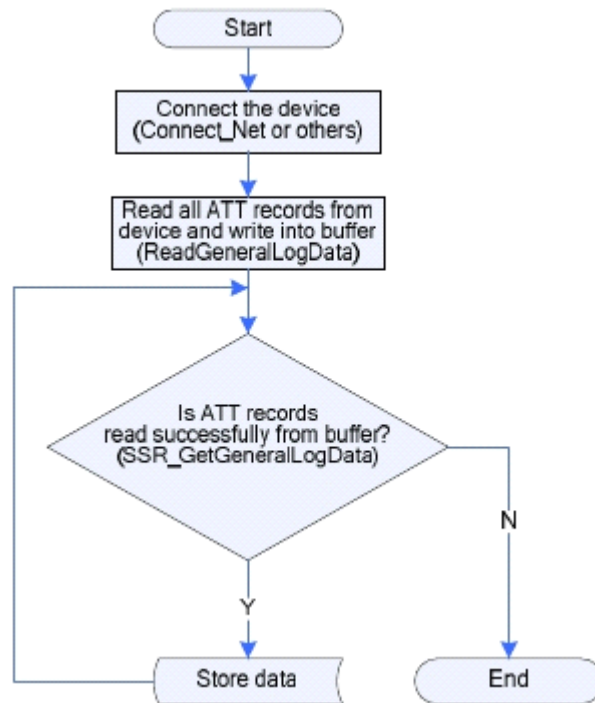 Start
Connect the device
(Connect_Net or others)
Read all ATT records from
device and write into buffer
(ReadGeneralLogData)
Is ATT records
read successfully from buffer?
(SSR_GetGeneralLogData)
N
Y
Store data
End